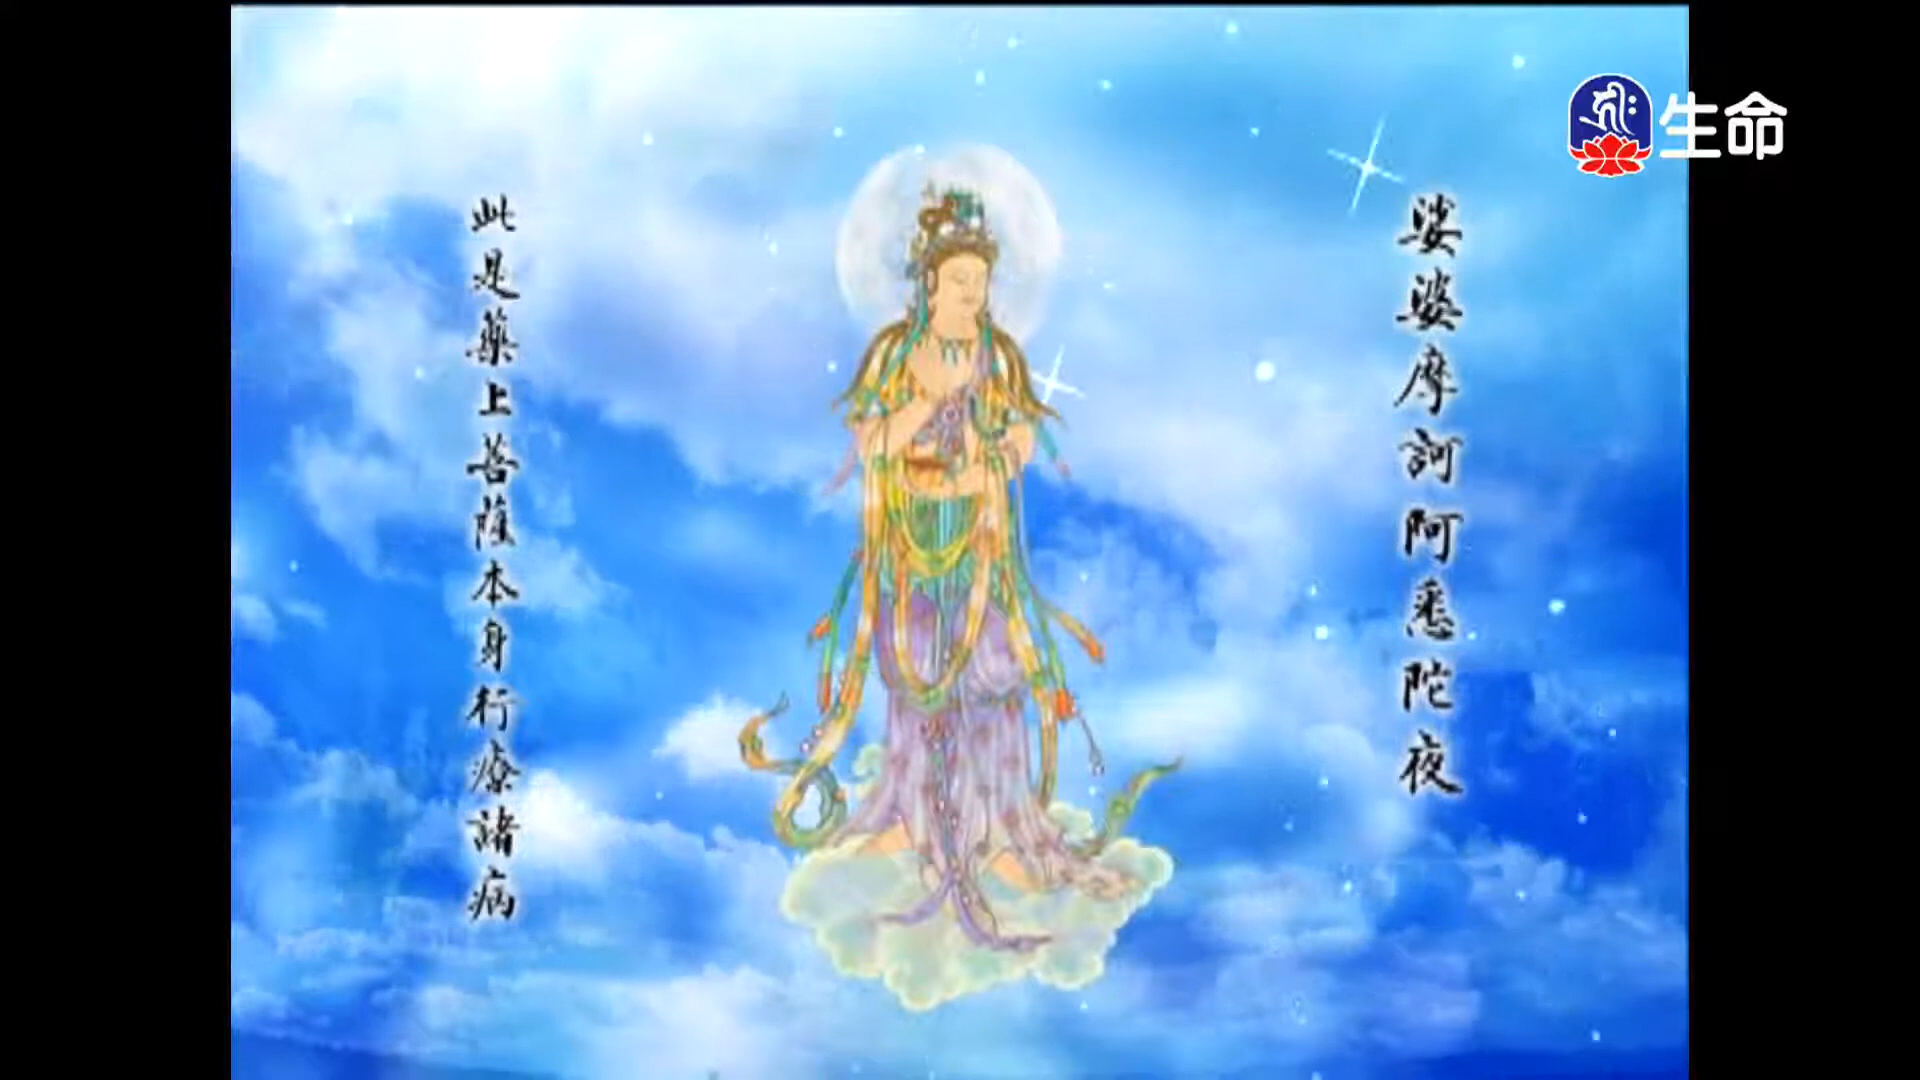 生命
娑婆摩訶阿悉陀夜
此是藥上菩薩本身行療諸病